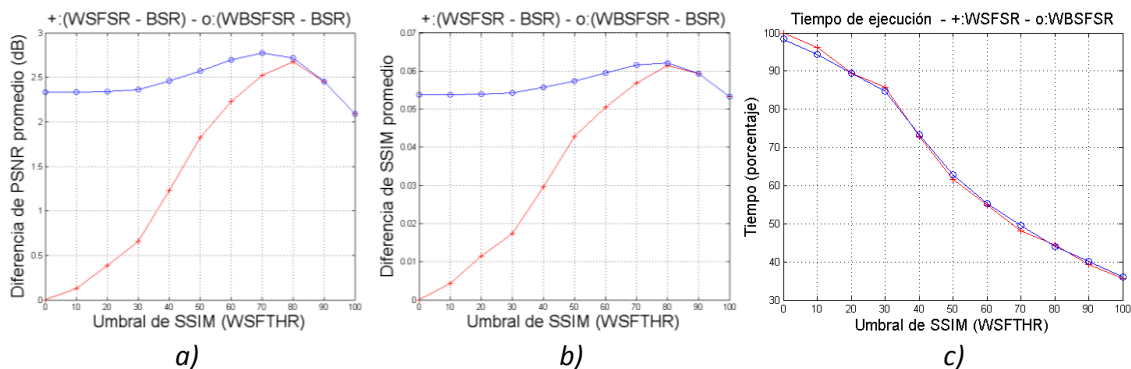 +:(WSFSR - BSR) - o:(WBSFSR - BSR)
Diferencia de PSNR promedio (dB)
3
2.5
2
1.5
1
0.5
0
0 10 20 30 40 50 60 70 80 90 100
Umbral de SSIM (WSFTHR)
a)
+:(WSFSR - BSR) - o:(WBSFSR - BSR)
Diferencia de SSIM promedio
0.07
0.06
0.05
0.04
0.03
0.02
0.01
0
0 10 20 30 40 50 60 70 80 90 100
Umbral de SSIM (WSFTHR)
b)
Tiempo de ejecución - +:WSFSR - o:WBSFSR
Tiempo (porcentaje)
100
90
80
70
60
50
40
30
0 10 20 30 40 50 60 70 80 90 100
Umbral de SSIM (WSFTHR)
c)